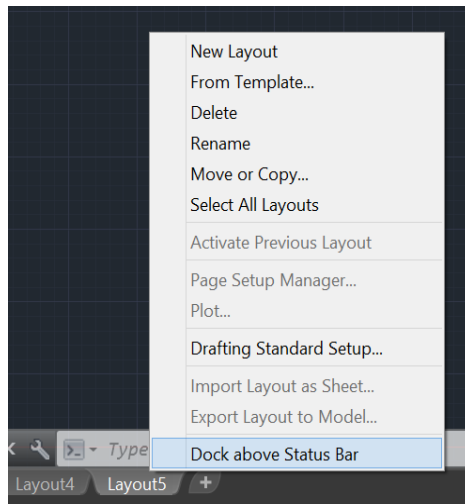 New Layout
From Template...
Delete
Rename
Move or Copy...
Select All Layouts
Activate Previous Layout
Page Setup Manager...
Plot...
Drafting Standard Setup...
Import Layout as Sheet...
Export Layout to Model...
Type
Dock above Status Bar
Layout4 Layout5 +